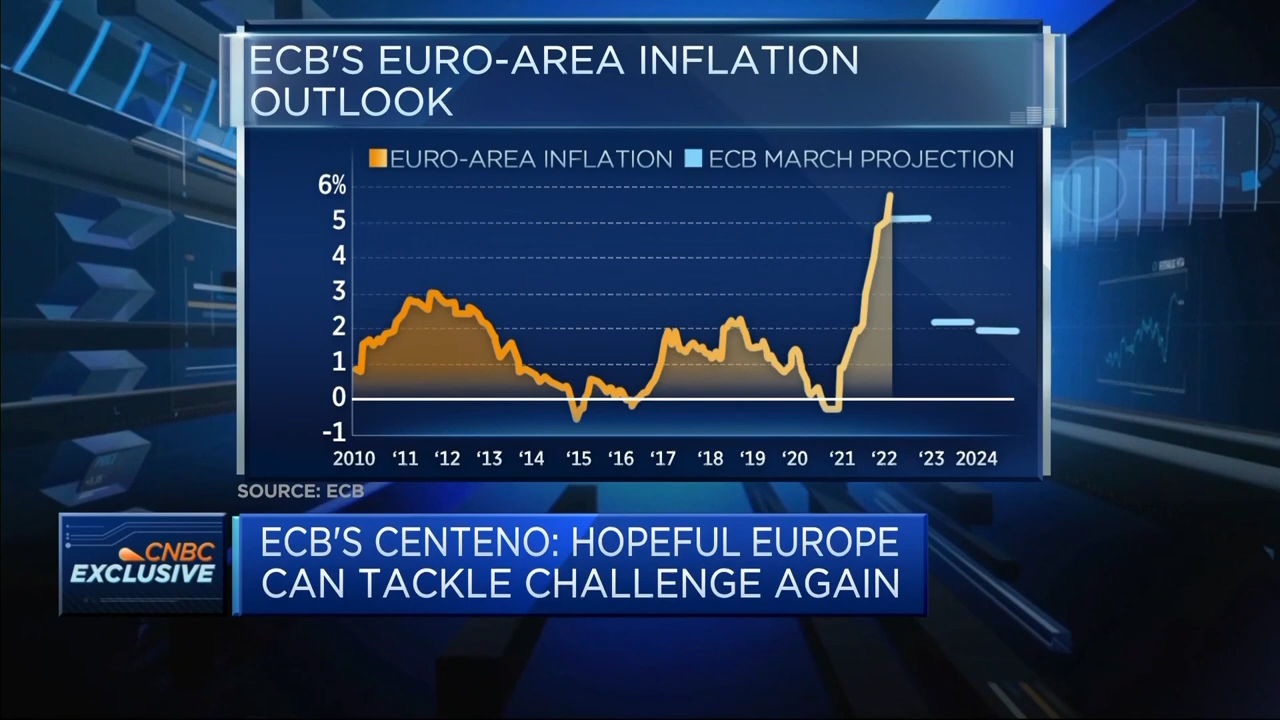 ECB'S EURO-AREA INFLATION
OUTLOOK
EURO-AREA INFLATION ECB MARCH PROJECTION
6%
5
4
3
2
1
0
-1
2010 '11 '12 '13 '14 '15 '16 '17 '18 '19 '20 '21 '22 '23 2024
SOURCE: ECB
CNBC
EXCLUSIVE
ECB'S CENTENO: HOPEFUL EUROPE
CAN TACKLE CHALLENGE AGAIN